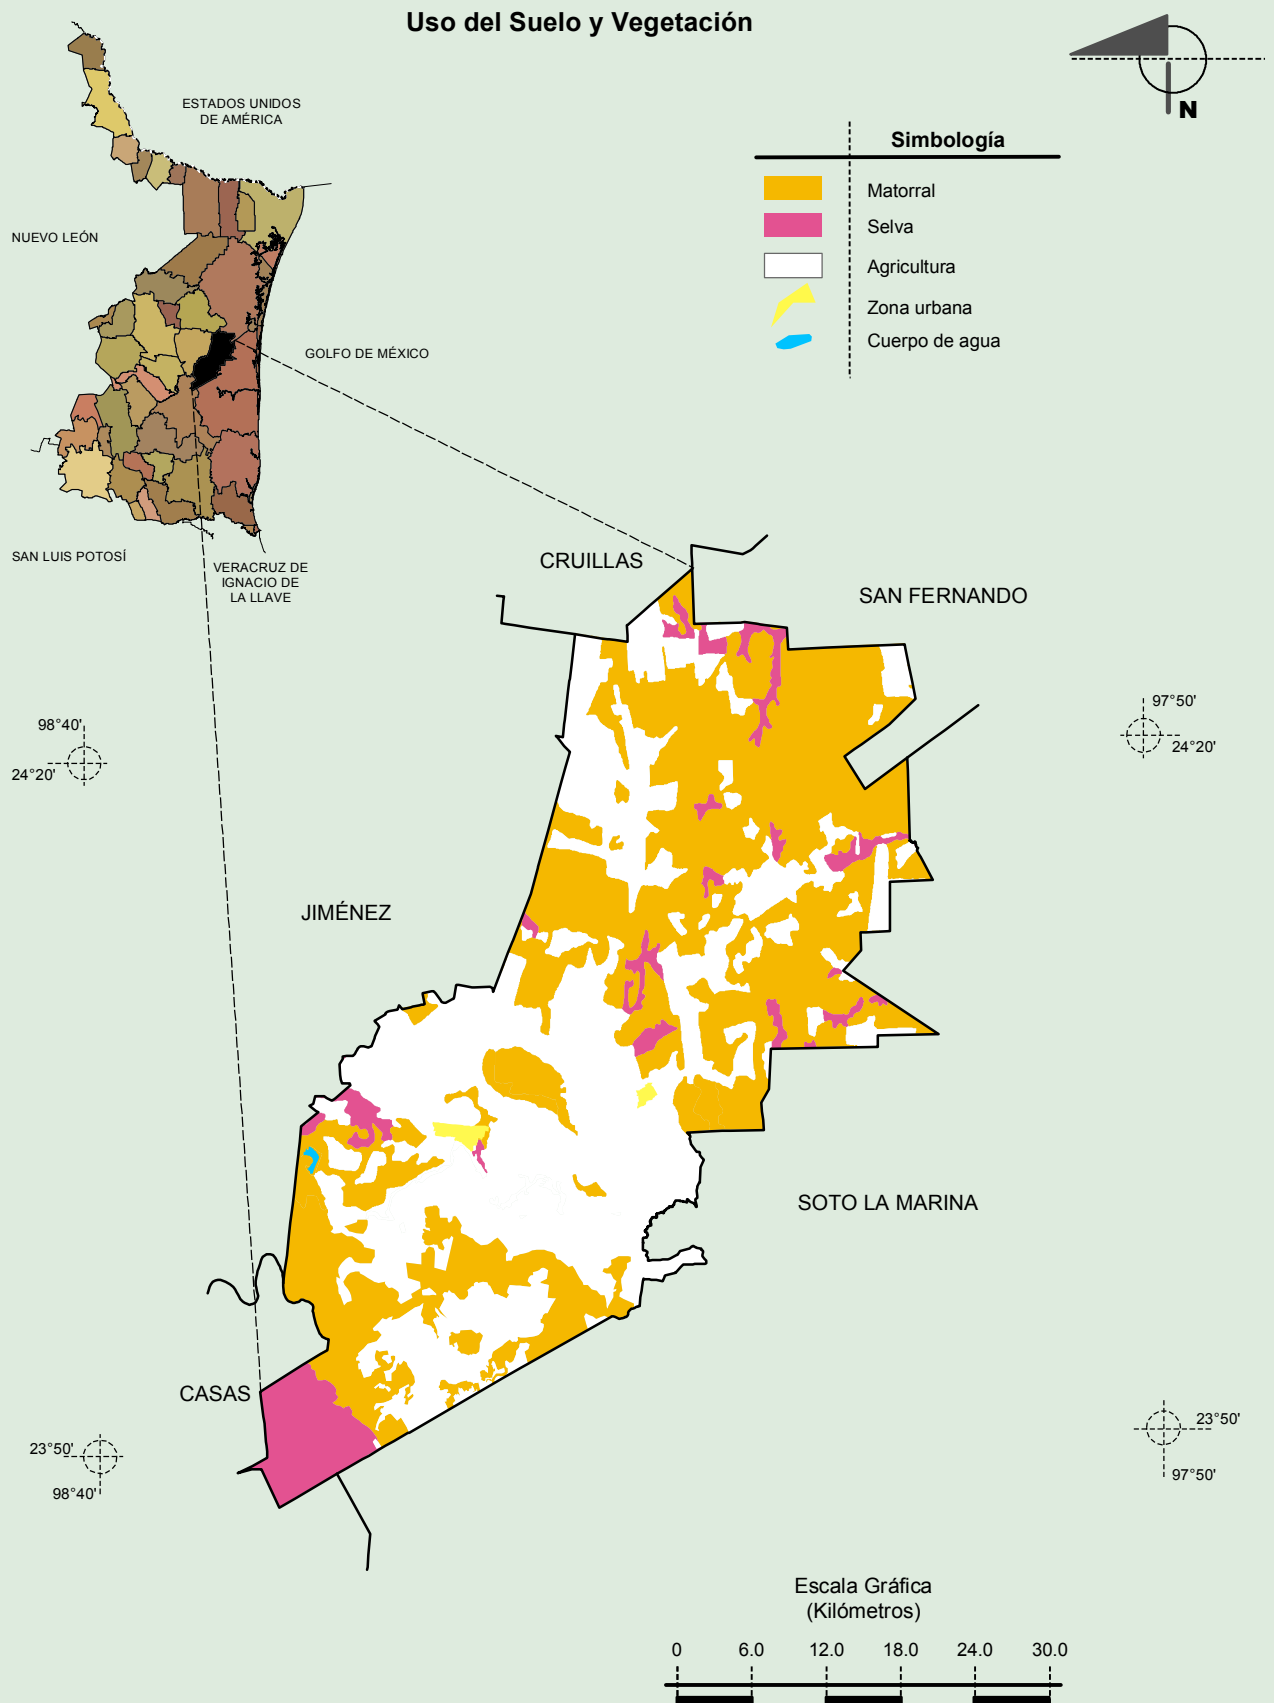 Uso del Suelo y Vegetación
N
ESTADOS UNIDOS
DE AMÉRICA
NUEVO LEÓN
GOLFO DE MÉXICO
SAN LUIS POTOSÍ
VERACRUZ DE
IGNACIO DE
LA LLAVE
Simbología
Matorral
Selva
Agricultura
Zona urbana
Cuerpo de agua
CRUILLAS
SAN FERNANDO
98°40'
24°20'
97°50'
24°20'
JIMÉNEZ
SOTO LA MARINA
CASAS
23°50'
98°40'
23°50'
97°50'
Escala Gráfica
(Kilómetros)
0 6.0 12.0 18.0 24.0 30.0